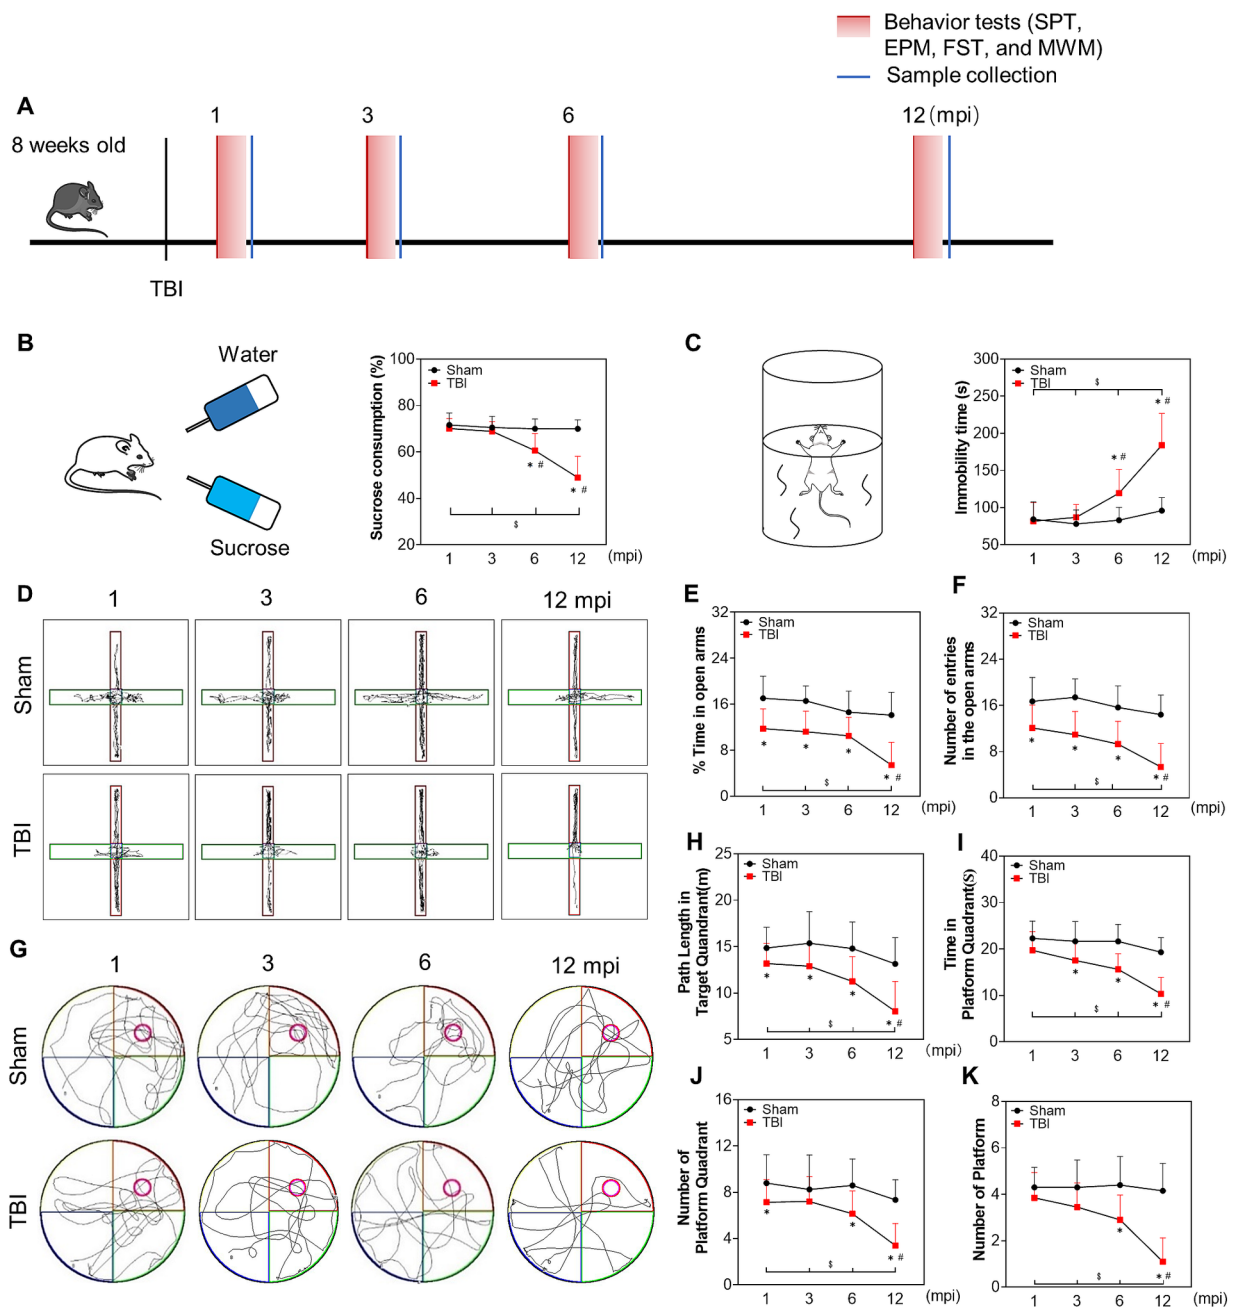 Behavior tests (SPT,
EPM, FST, and MWM)
Sample collection
A
1
3
6
12 (mpi)
8 weeks old
TBI
B
Water
Sucrose
Sucrose consumption (%)
100
80
60
40
20
Sham
TBI
* #
* #
$
1 3 6 12 (mpi)
C
Immobility time (s)
300
250
200
150
100
50
Sham
TBI
$
* #
* #
1 3 6 12 (mpi)
D
1 3 6 12 mpi
Sham
TBI
E
% Time in open arms
32
24
16
8
0
Sham
TBI
* * * * #
$
1 3 6 12 (mpi)
F
Number of entries
in the open arms
32
24
16
8
0
Sham
TBI
* * * * #
$
1 3 6 12 (mpi)
G
1 3 6 12 mpi
Sham
TBI
H
Path Length in
Target Quandrant(m)
25
20
15
10
5
Sham
TBI
* * * * #
$
1 3 6 12 (mpi)
I
Time in
Platform Quadrant(S)
40
30
20
10
0
Sham
TBI
* * * #
$
1 3 6 12 (mpi)
J
Number of
Platform Quadrant
16
12
8
4
0
Sham
TBI
* * * #
$
1 3 6 12 (mpi)
K
Number of Platform
8
6
4
2
0
Sham
TBI
* * #
$
1 3 6 12 (mpi)